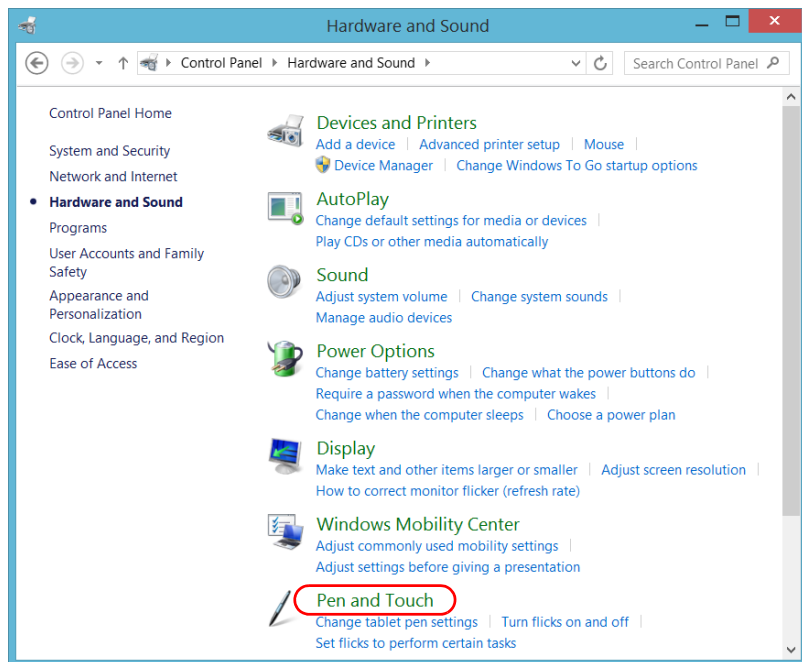 Hardware and Sound
Control Panel Hardware and Sound
Search Control Panel
Control Panel Home
System and Security
Network and Internet
Hardware and Sound
Programs
User Accounts and Family
Safety
Appearance and
Personalization
Clock, Language, and Region
Ease of Access
Devices and Printers
Add a device Advanced printer setup Mouse
Device Manager Change Windows To Go startup options
AutoPlay
Change default settings for media or devices
Play CDs or other media automatically
Sound
Adjust system volume Change system sounds
Manage audio devices
Power Options
Change battery settings Change what the power buttons do
Require a password when the computer wakes
Change when the computer sleeps Choose a power plan
Display
Make text and other items larger or smaller Adjust screen resolution
How to correct monitor flicker (refresh rate)
Windows Mobility Center
Adjust commonly used mobility settings
Adjust settings before giving a presentation
Pen and Touch
Change tablet pen settings Turn flicks on and off
Set flicks to perform certain tasks